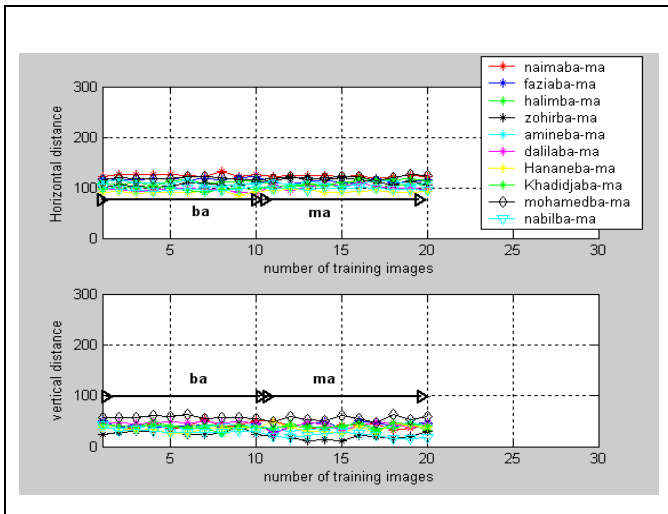 300
200
100
0
Horizontal distance
ba
ma
5
10
15
20
25
30
number of training images
naimaba-ma
faziaba-ma
halimba-ma
zohirba-ma
amineba-ma
dalilaba-ma
Hananeba-ma
Khadidjaba-ma
mohamedba-ma
nabilba-ma
300
200
100
0
vertical distance
ba
ma
5
10
15
20
25
30
number of training images